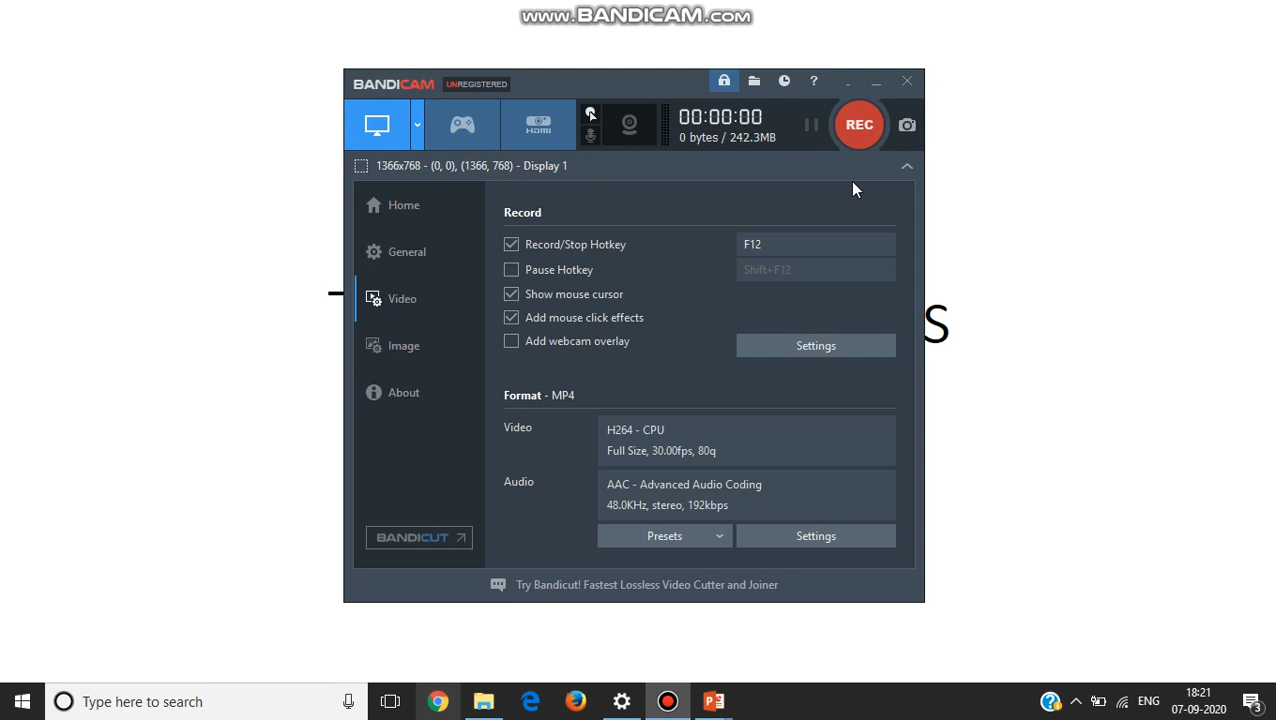 www.BANDICAM.com
BANDICAM UNREGISTERED
HDMI
00:00:00
0 bytes / 242.3MB
REC
1366x768 - (0, 0), (1366, 768) - Display 1
Home
General
Video
Image
About
BANDICUT
Record
Record/Stop Hotkey F12
Pause Hotkey Shift+F12
Show mouse cursor
Add mouse click effects
Add webcam overlay
Settings
Format - MP4
Video
H264 - CPU
Full Size, 30.00fps, 80q
Audio
AAC - Advanced Audio Coding
48.0KHz, stereo, 192kbps
Presets
Settings
Try Bandicut! Fastest Lossless Video Cutter and Joiner
S
Type here to search
ENG
18:21
07-09-2020
3